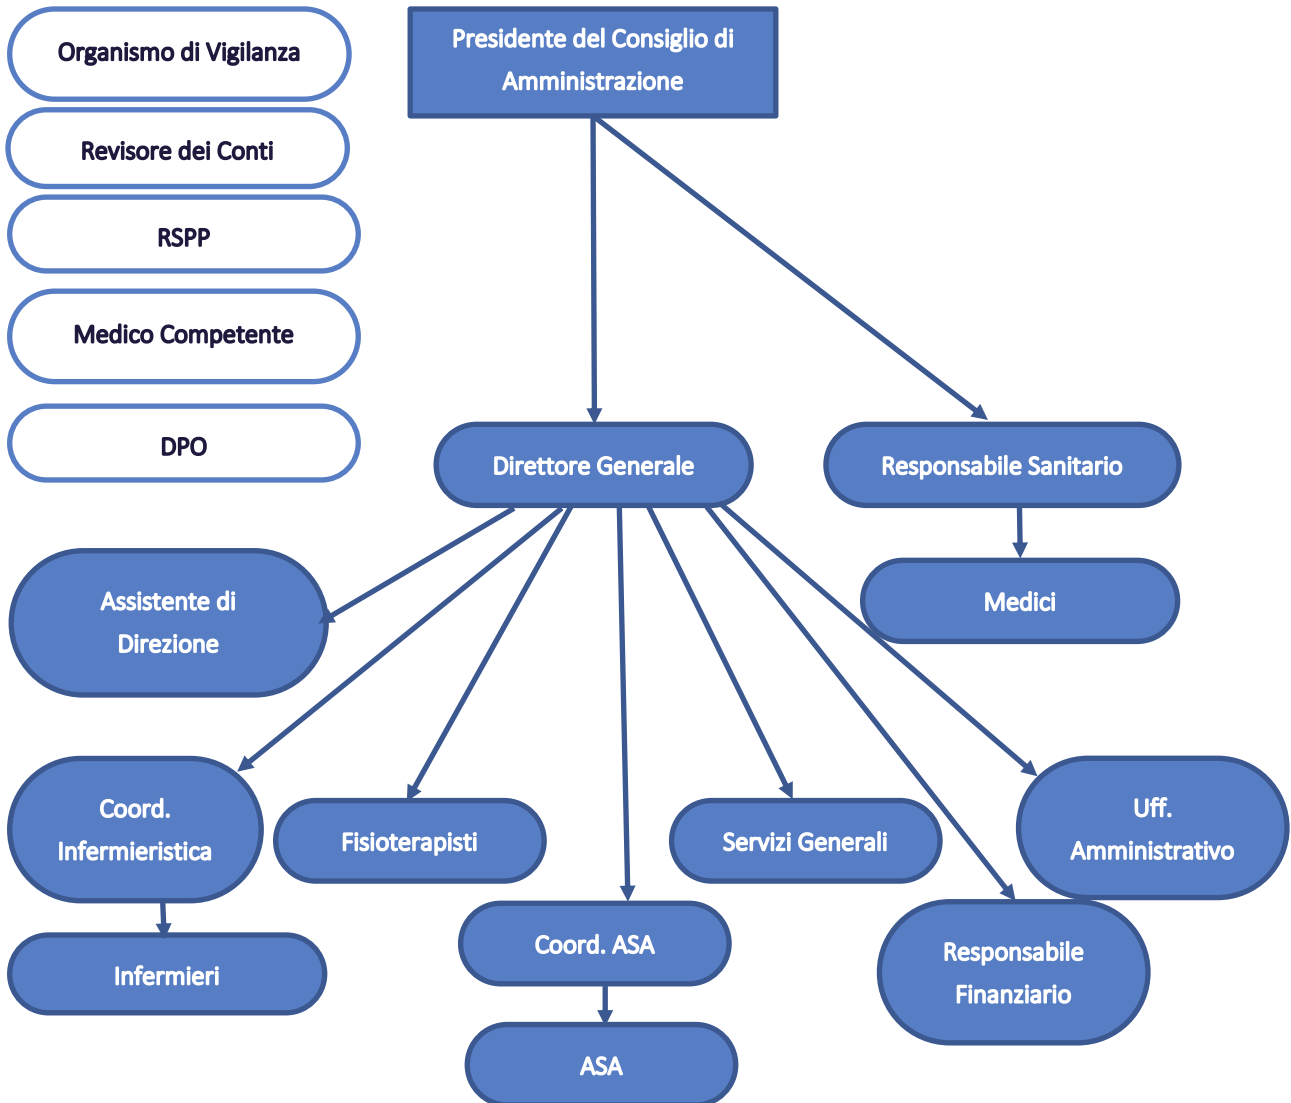 Organismo di Vigilanza
Revisore dei Conti
RSPP
Medico Competente
DPO
Presidente del Consiglio di
Amministrazione
Direttore Generale
Responsabile Sanitario
Medici
Assistente di
Direzione
Coord.
Infermieristica
Infermieri
Fisioterapisti
Coord. ASA
ASA
Servizi Generali
Responsabile
Finanziario
Uff.
Amministrativo